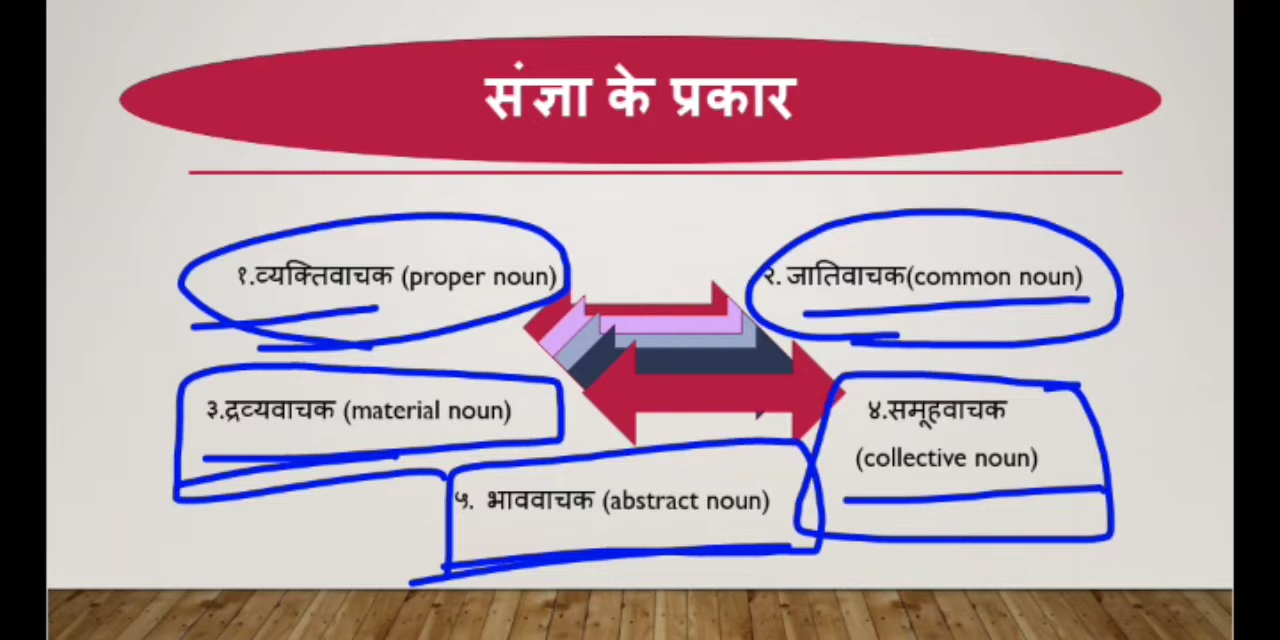 संज्ञा के प्रकार
१.व्यक्तिवाचक (proper noun)
२. जातिवाचक(common noun)
३.द्रव्यवाचक (material noun)
४.समूहवाचक
(collective noun)
५. भाववाचक (abstract noun)